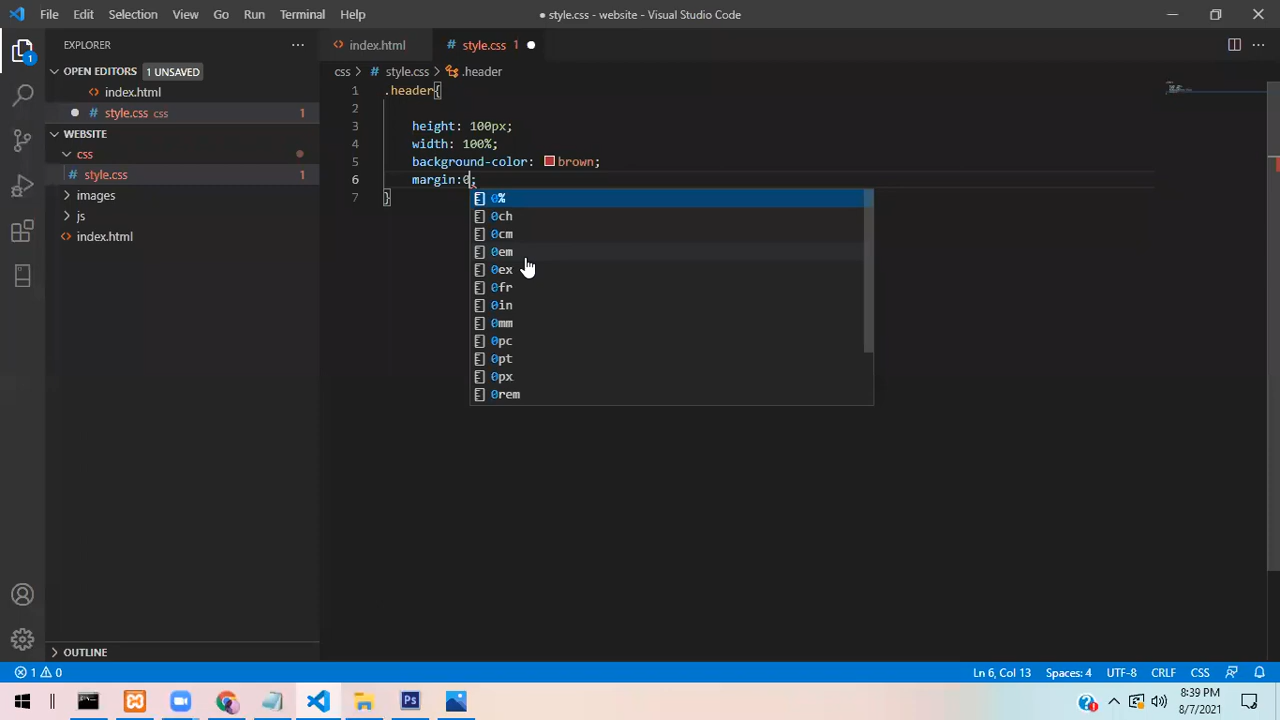 File Edit Selection View Go Run Terminal Help
● style.css - website - Visual Studio Code
EXPLORER
index.html
style.css 1
OPEN EDITORS 1 UNSAVED
index.html
style.css css 1
WEBSITE
css
style.css 1
images
js
index.html
OUTLINE
css > style.css > .header
1 .header{
2
3 height: 100px;
4 width: 100%;
5 background-color: brown;
6 margin:0;
7 }
0%
0ch
0cm
0em
0ex
0fr
0in
0mm
0pc
0pt
0px
0rem
1 0
Ln 6, Col 13 Spaces: 4 UTF-8 CRLF CSS
1
Ps
8:39 PM
8/7/2021